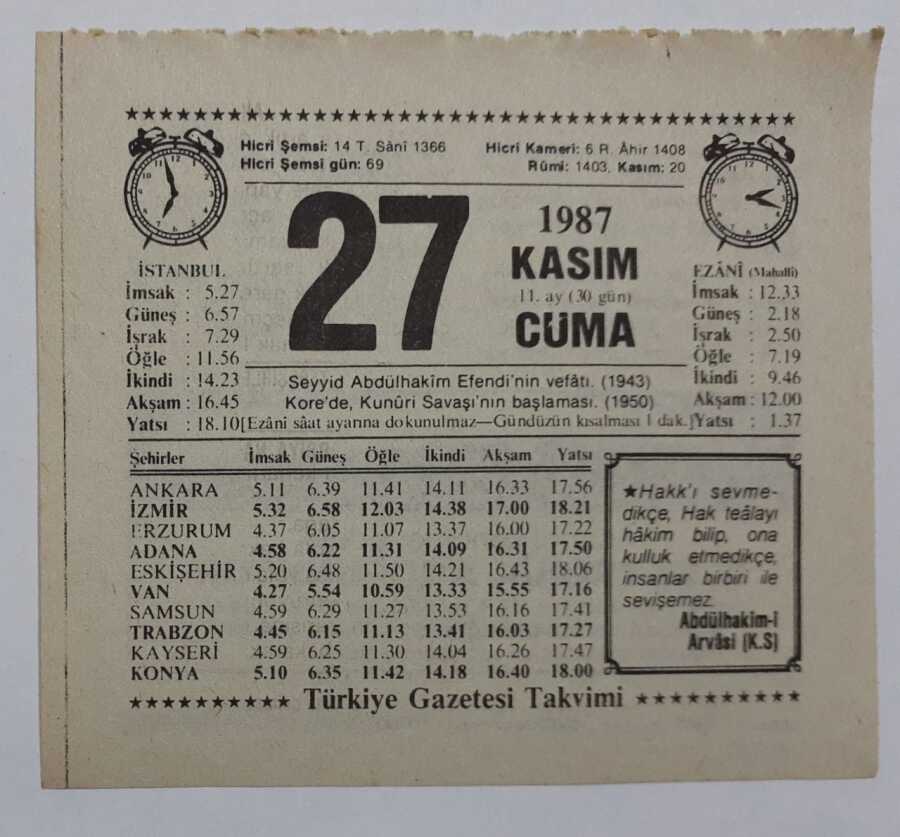 Hicri Şemsi: 14 T. Sâni 1366
Hicri Şemsi gün: 69
Hicri Kameri: 6 R. Âhir 1408
Rûmi: 1403, Kasım: 20
27
1987
KASIM
11. ay (30 gün)
CUMA
İSTANBUL
İmsak : 5.27
Güneş : 6.57
İşrak : 7.29
Öğle : 11.56
İkindi : 14.23
Akşam : 16.45
Yatsı : 18.10
EZÂNÎ (Mahallî)
İmsak : 12.33
Güneş : 2.18
İşrak : 2.50
Öğle : 7.19
İkindi : 9.46
Akşam : 12.00
Yatsı : 1.37
Seyyid Abdülhakîm Efendi'nin vefâtı. (1943)
Kore'de, Kunûri Savaşı'nın başlaması. (1950)
[Ezânî sâat ayarına dokunulmaz—Gündüzün kısalması 1 dak.]
Şehirler İmsak Güneş Öğle İkindi Akşam Yatsı
ANKARA 5.11 6.39 11.41 14.11 16.33 17.56
İZMİR 5.32 6.58 12.03 14.38 17.00 18.21
ERZURUM 4.37 6.05 11.07 13.37 16.00 17.22
ADANA 4.58 6.22 11.31 14.09 16.31 17.50
ESKİŞEHİR 5.20 6.48 11.50 14.21 16.43 18.06
VAN 4.27 5.54 10.59 13.33 15.55 17.16
SAMSUN 4.59 6.29 11.27 13.53 16.16 17.41
TRABZON 4.45 6.15 11.13 13.41 16.03 17.27
KAYSERİ 4.59 6.25 11.30 14.04 16.26 17.47
KONYA 5.10 6.35 11.42 14.18 16.40 18.00
★Hakk'ı sevme-
dikçe, Hak teâlayı
hâkim bilip, ona
kulluk etmedikçe,
insanlar birbiri ile
sevişemez.
Abdülhakim-i
Arvâsi (K.S)
★★★★★★★★★★ Türkiye Gazetesi Takvimi ★★★★★★★★★★